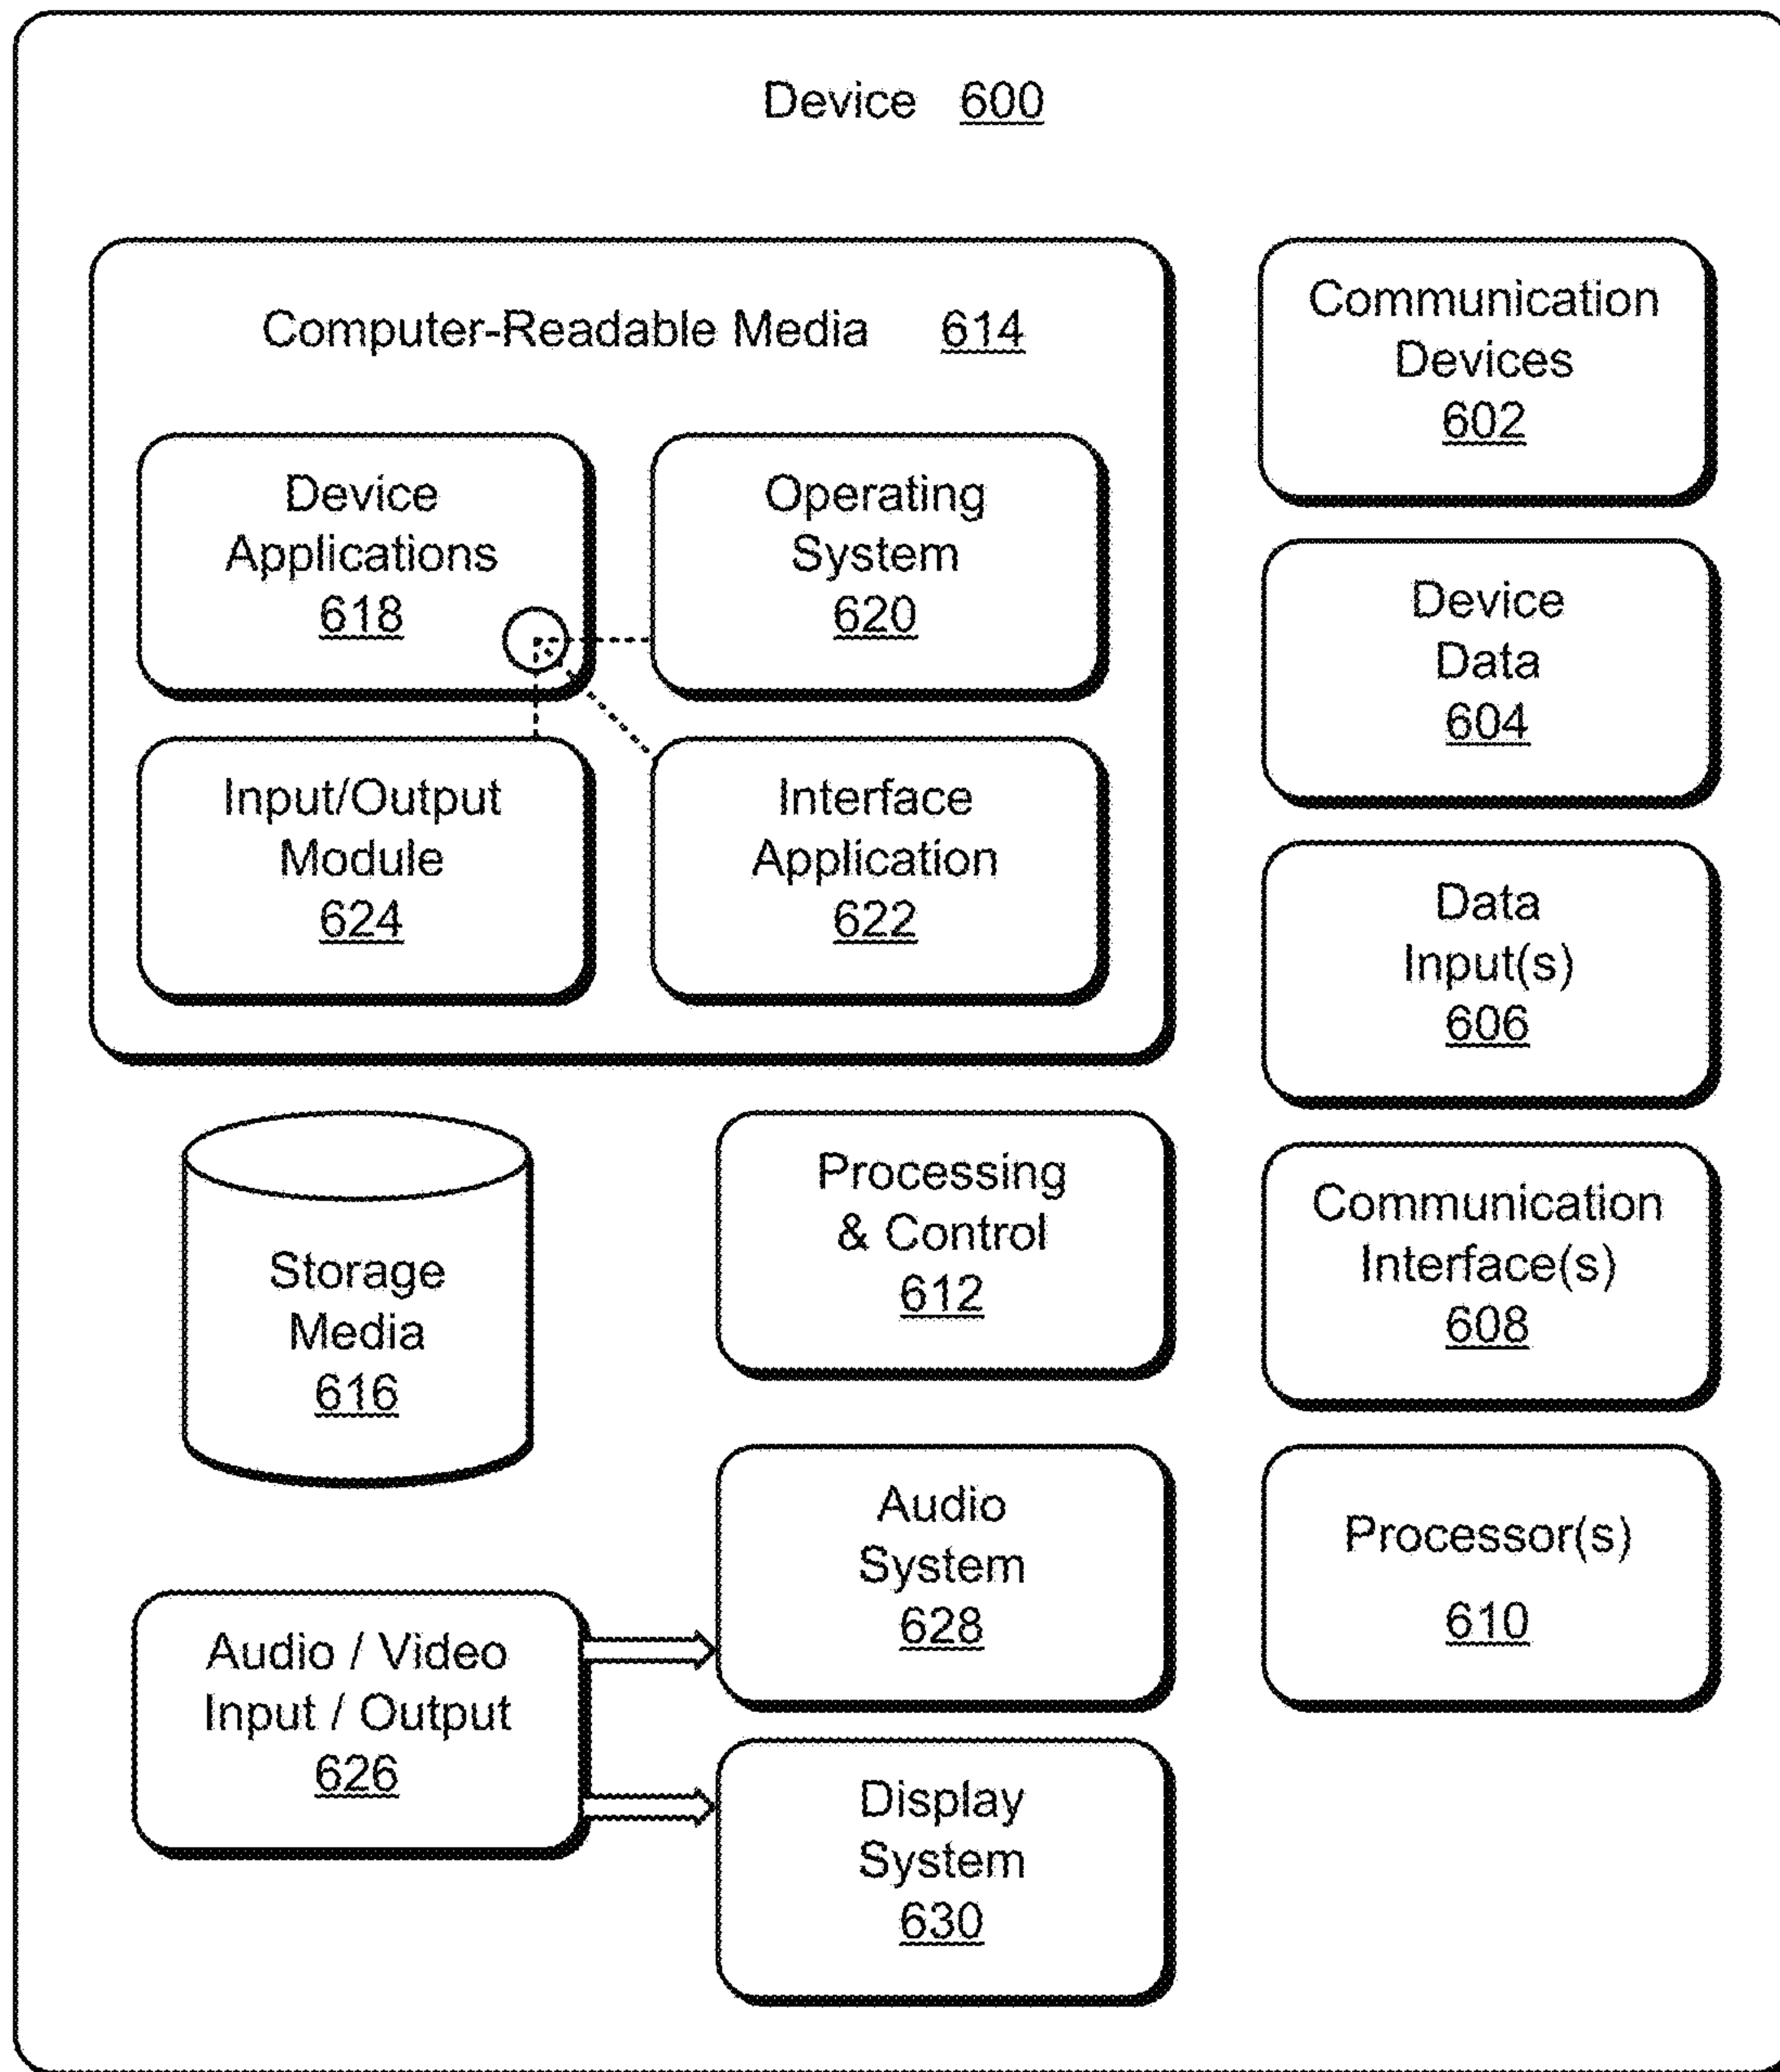 Device 600
Computer-Readable Media 614
Device
Applications
618
Operating
System
620
Input/Output
Module
624
Interface
Application
622
Storage
Media
616
Processing
& Control
612
Audio / Video
Input / Output
626
Audio
System
628
Display
System
630
Communication
Devices
602
Device
Data
604
Data
Input(s)
606
Communication
Interface(s)
608
Processor(s)
610